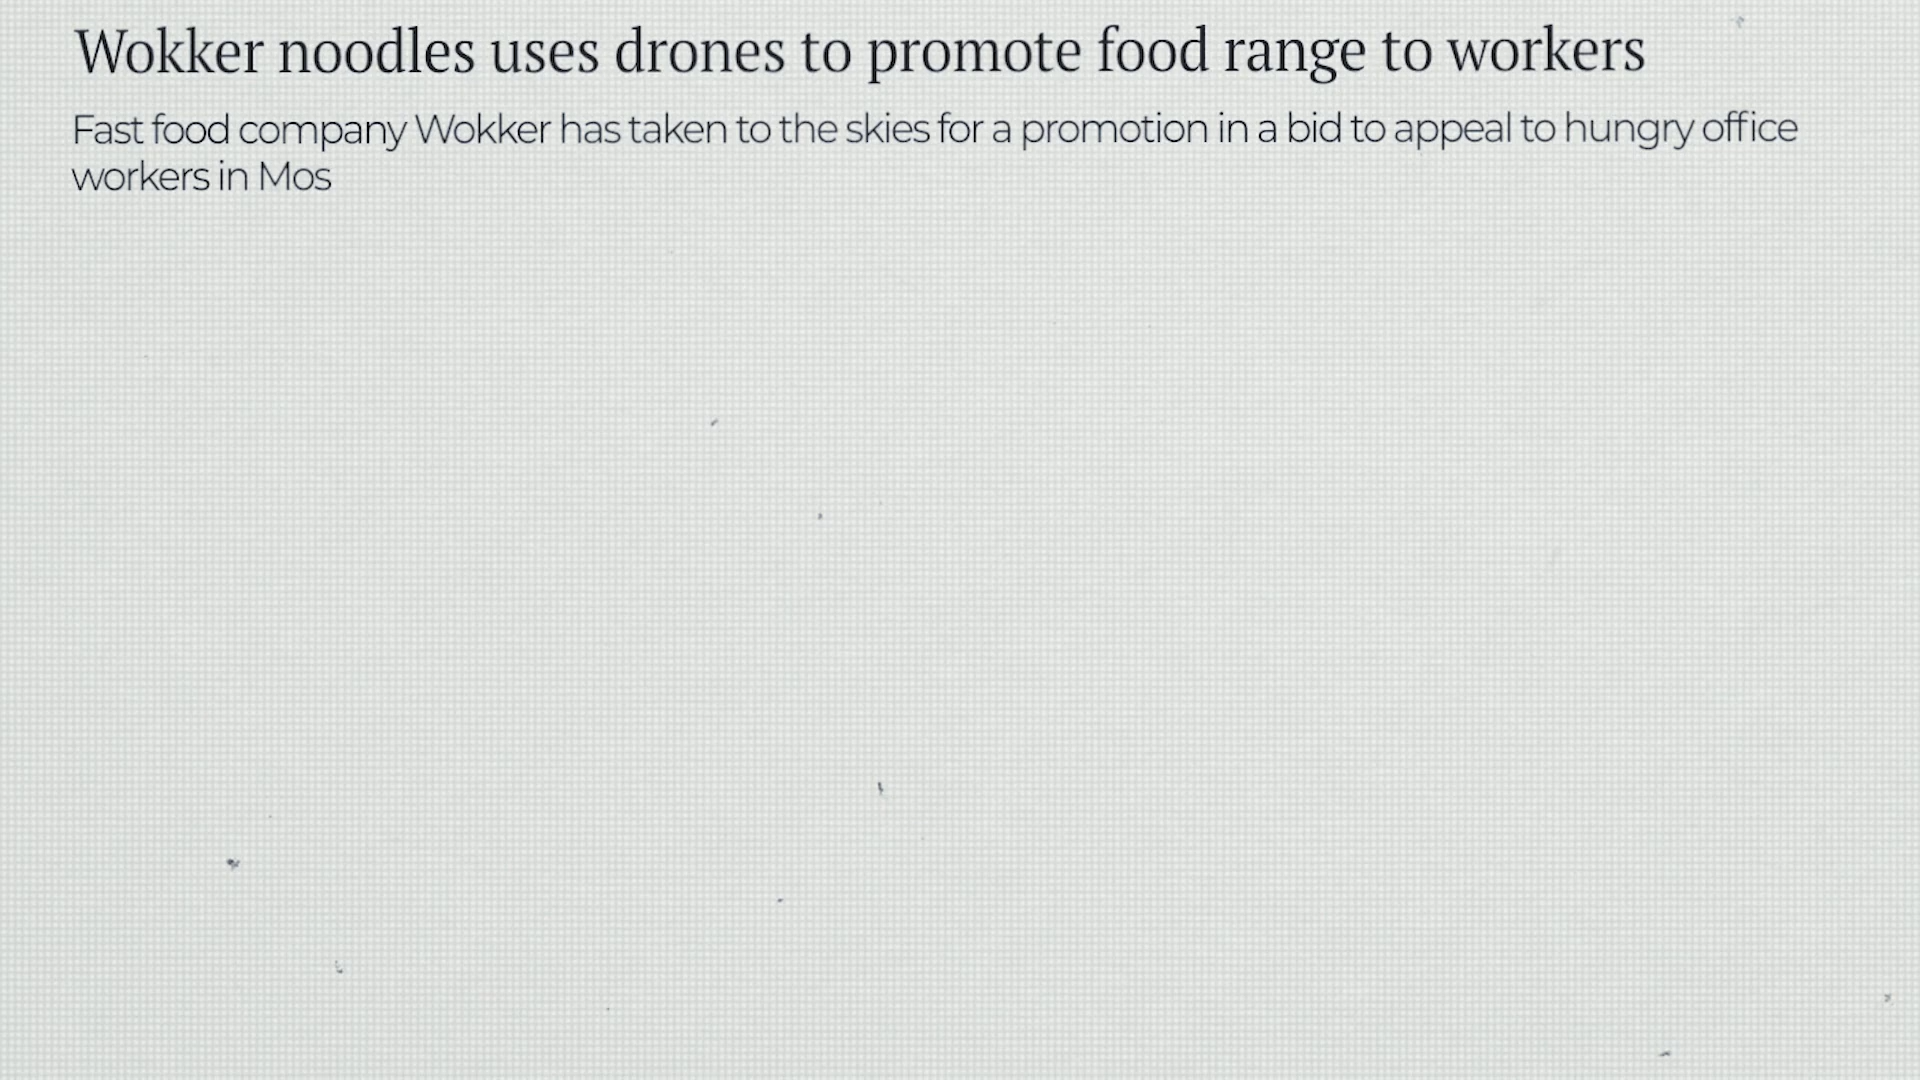 Wokker noodles uses drones to promote food range to workers
Fast food company Wokker has taken to the skies for a promotion in a bid to appeal to hungry office
workers in Mos